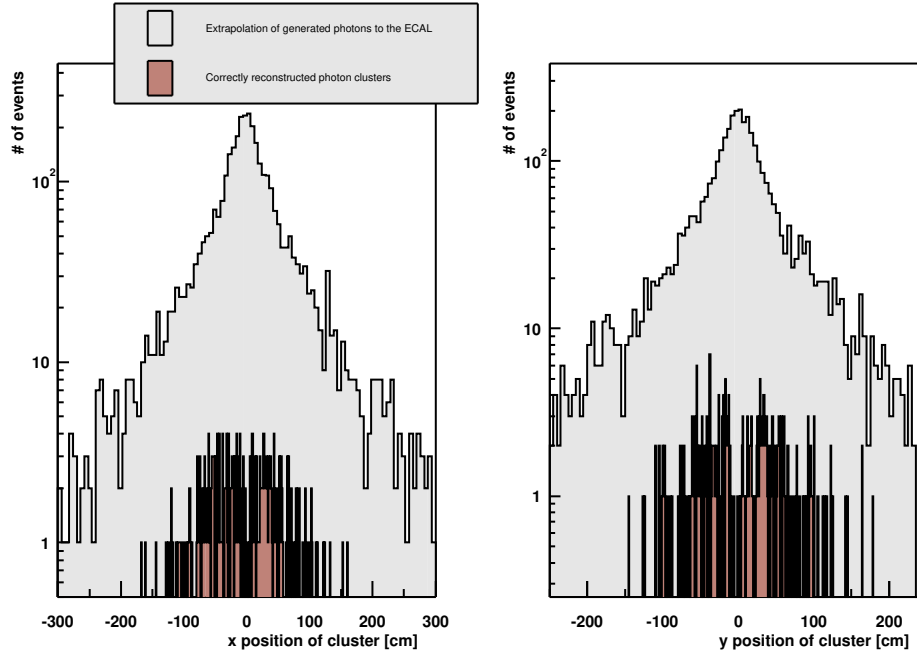 Extrapolation of generated photons to the ECAL
Correctly reconstructed photon clusters
# of events
10²
10
1
-300 -200 -100 0 100 200 300
x position of cluster [cm]
# of events
10²
10
1
-200 -100 0 100 200
y position of cluster [cm]